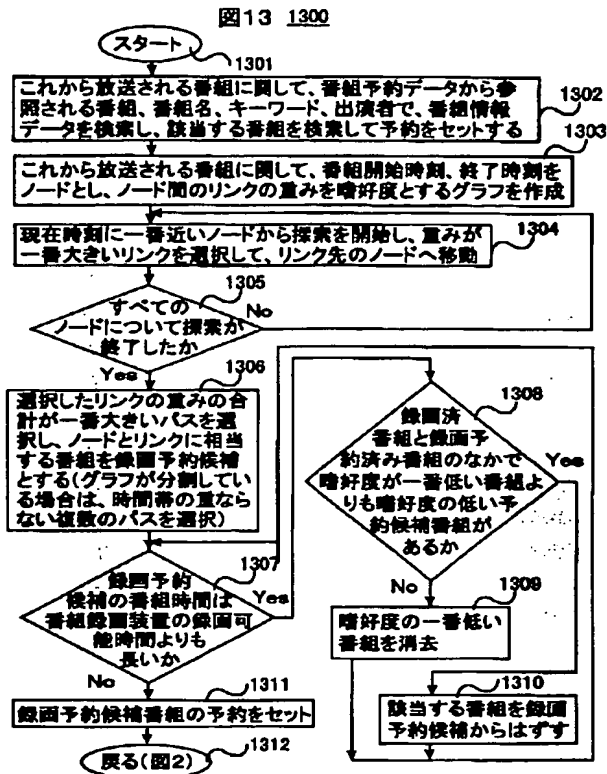 図13 1300
スタート
1301
これから放送される番組に関して、番組予約データから参
照される番組、番組名、キーワード、出演者で、番組情報
データを検索し、該当する番組を検索して予約をセットする
1302
1303
これから放送される番組に関して、番組開始時刻、終了時刻を
ノードとし、ノード間のリンクの重みを嗜好度とするグラフを作成
現在時刻に一番近いノードから探索を開始し、重みが
一番大きいリンクを選択して、リンク先のノードへ移動
1304
1305
すべての
ノードについて探索が
終了したか
No
Yes
1306
選択したリンクの重みの合
計が一番大きいパスを選
択し、ノードとリンクに相当
する番組を録画予約候補
とする(グラフが分割してい
る場合は、時間帯の重なら
ない複数のパスを選択)
1307
録画予約
候補の番組時間は
番組録画装置の録画可
能時間よりも
長いか
Yes
No
1308
録画済
番組と録画予
約済み番組のなかで
嗜好度が一番低い番組よ
りも嗜好度の低い予
約候補番組が
あるか
Yes
No
1309
嗜好度の一番低い
番組を消去
1310
該当する番組を録画
予約候補からはずす
1311
録画予約候補番組の予約をセット
1312
戻る(図2)